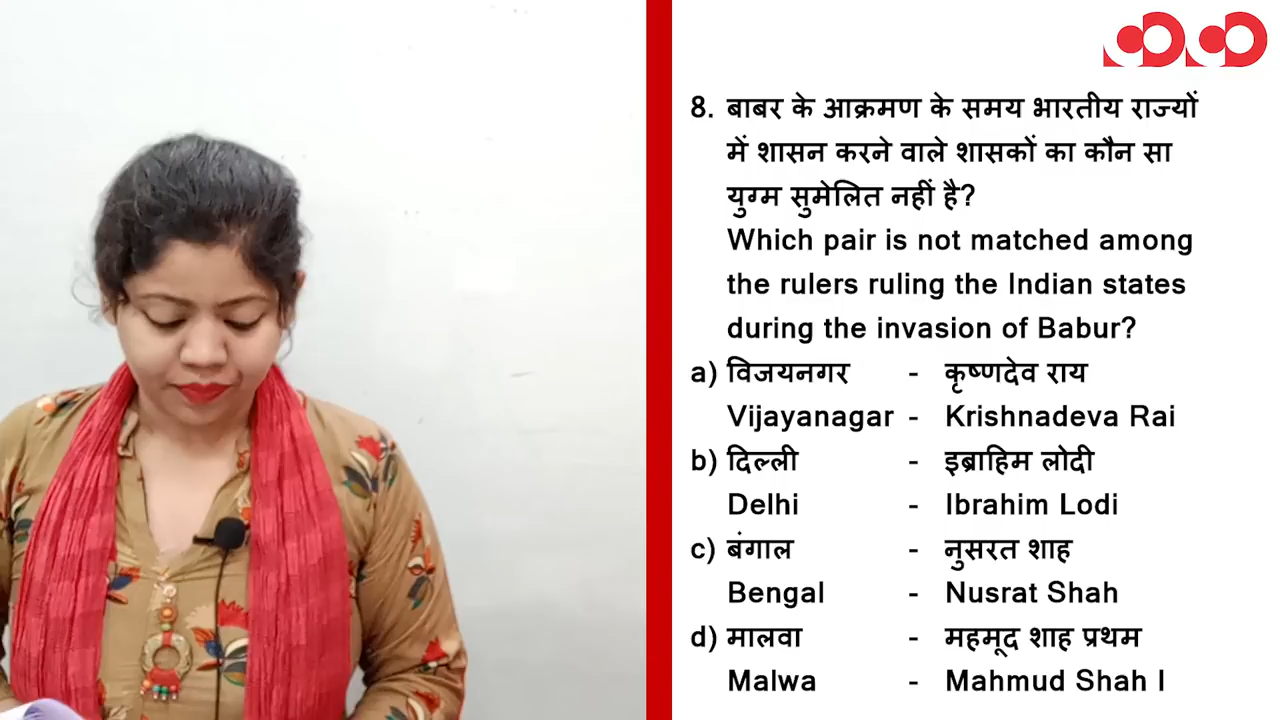 8. बाबर के आक्रमण के समय भारतीय राज्यों
में शासन करने वाले शासकों का कौन सा
युग्म सुमेलित नहीं है?
Which pair is not matched among
the rulers ruling the Indian states
during the invasion of Babur?
a) विजयनगर - कृष्णदेव राय
Vijayanagar - Krishnadeva Rai
b) दिल्ली - इब्राहिम लोदी
Delhi - Ibrahim Lodi
c) बंगाल - नुसरत शाह
Bengal - Nusrat Shah
d) मालवा - महमूद शाह प्रथम
Malwa - Mahmud Shah I